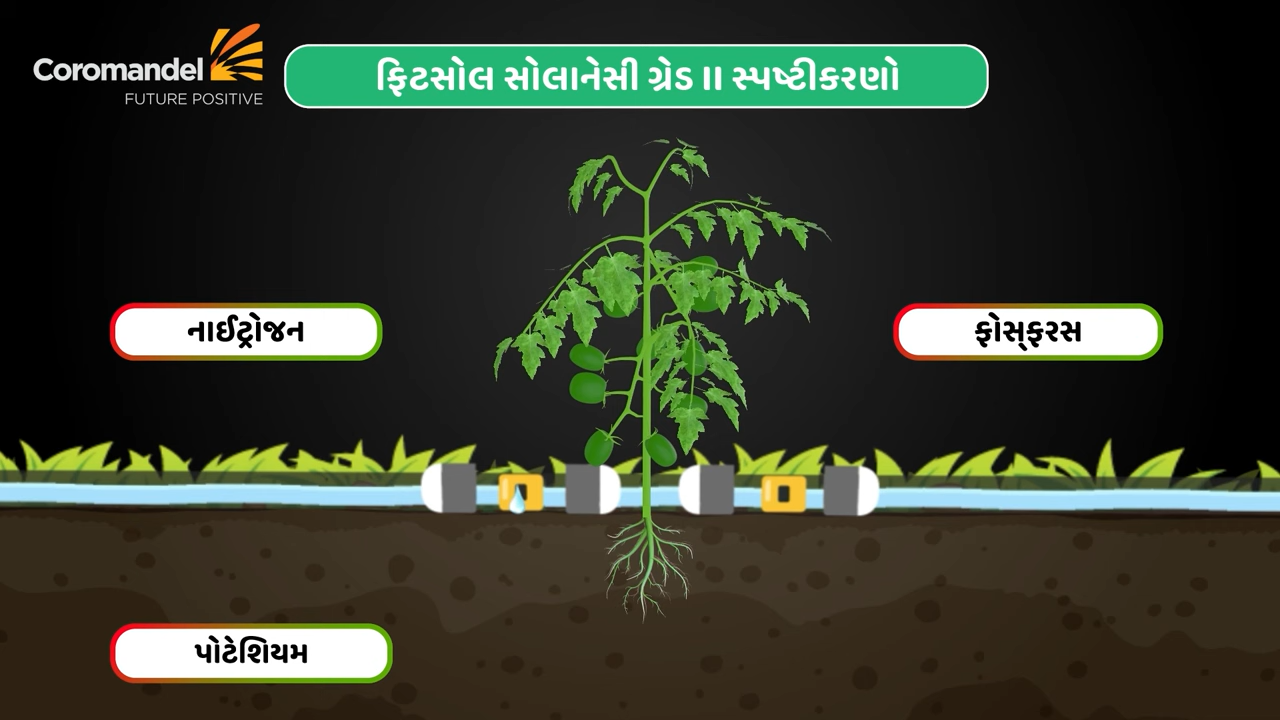 Coromandel
FUTURE POSITIVE
ફિટસોલ સોલાનેસી ગ્રેડ II સ્પષ્ટીકરણો
નાઈટ્રોજન
ફોસ્ફરસ
પોટેશિયમ